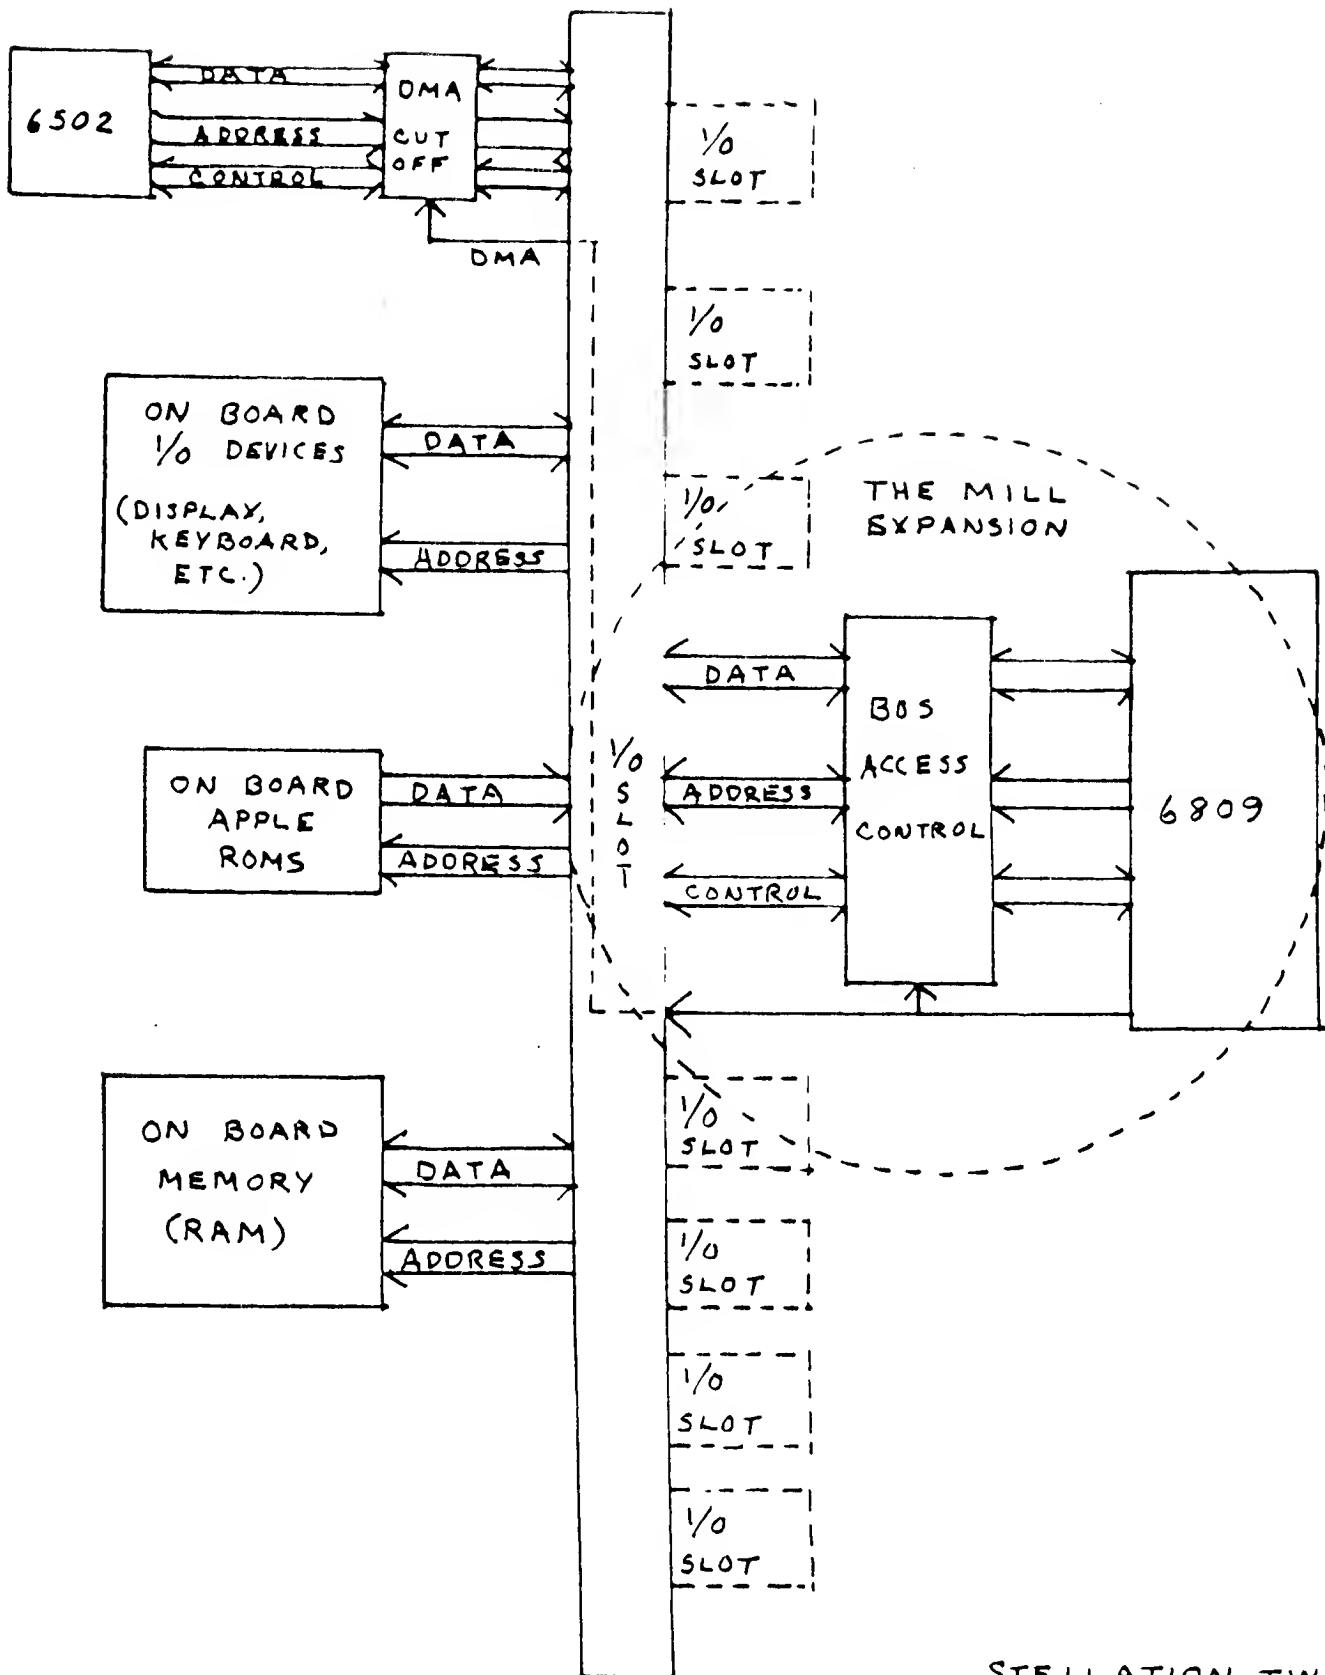 6502
DATA
ADDRESS
CONTROL
DMA
CUT
OFF
DMA
I/O
SLOT
I/O
SLOT
I/O
SLOT
ON BOARD
I/O DEVICES
(DISPLAY,
KEYBOARD,
ETC.)
DATA
ADDRESS
THE MILL
EXPANSION
DATA
ADDRESS
CONTROL
BUS
ACCESS
CONTROL
6809
I/O
SLOT
ON BOARD
APPLE
ROMS
DATA
ADDRESS
ON BOARD
MEMORY
(RAM)
DATA
ADDRESS
I/O
SLOT
I/O
SLOT
I/O
SLOT
I/O
SLOT